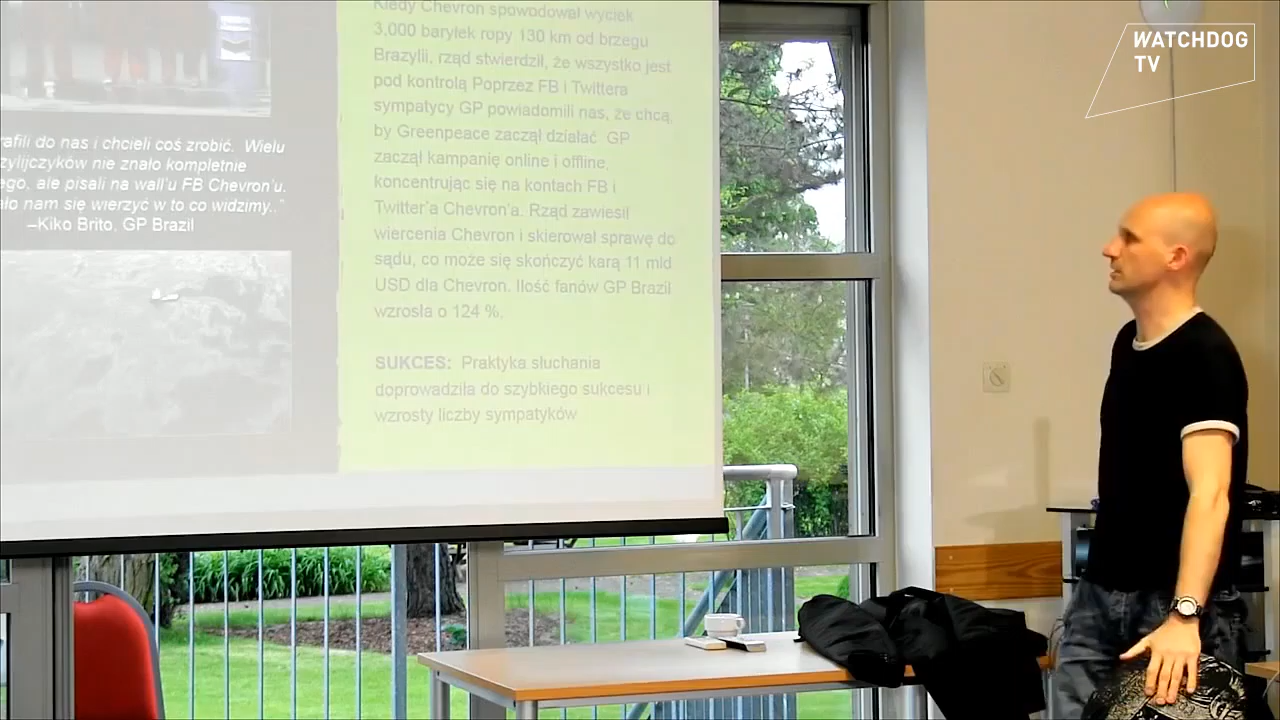 rafili do nas i chcieli coś zrobić. Wielu
zylijczyków nie znało kompletnie
ego, ale pisali na wall'u FB Chevron'u.
ało nam się wierzyć w to co widzimy.."
–Kiko Brito, GP Brazil
Kiedy Chevron spowodował wyciek
3,000 baryłek ropy 130 km od brzegu
Brazylii, rząd stwierdził, że wszystko jest
pod kontrolą Poprzez FB i Twittera
sympatycy GP powiadomili nas, że chcą,
by Greenpeace zaczął działać. GP
zaczął kampanię online i offline,
koncentrując się na kontach FB i
Twitter'a Chevron'a. Rząd zawiesił
wiercenia Chevron i skierował sprawę do
sądu, co może się skończyć karą 11 mld
USD dla Chevron. Ilość fanów GP Brazil
wzrosła o 124 %.
SUKCES: Praktyka słuchania
doprowadziła do szybkiego sukcesu i
wzrosty liczby sympatyków
WATCHDOG
TV